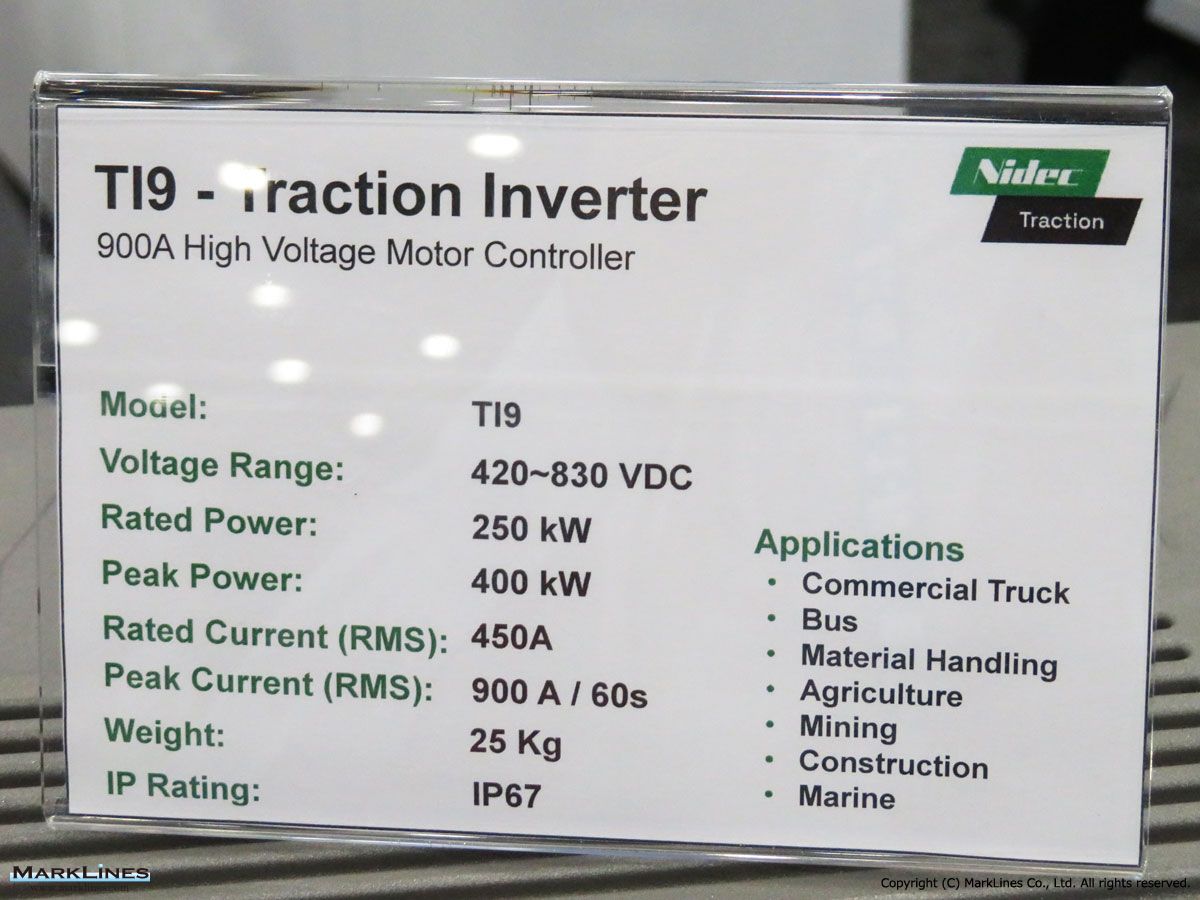 TI9 - Traction Inverter
900A High Voltage Motor Controller
Nidec
Traction
Model: TI9
Voltage Range: 420~830 VDC
Rated Power: 250 kW
Peak Power: 400 kW
Rated Current (RMS): 450A
Peak Current (RMS): 900 A / 60s
Weight: 25 Kg
IP Rating: IP67
Applications
• Commercial Truck
• Bus
• Material Handling
• Agriculture
• Mining
• Construction
• Marine
MARKLINES
www.marklines.com
Copyright (C) MarkLines Co., Ltd. All rights reserved.